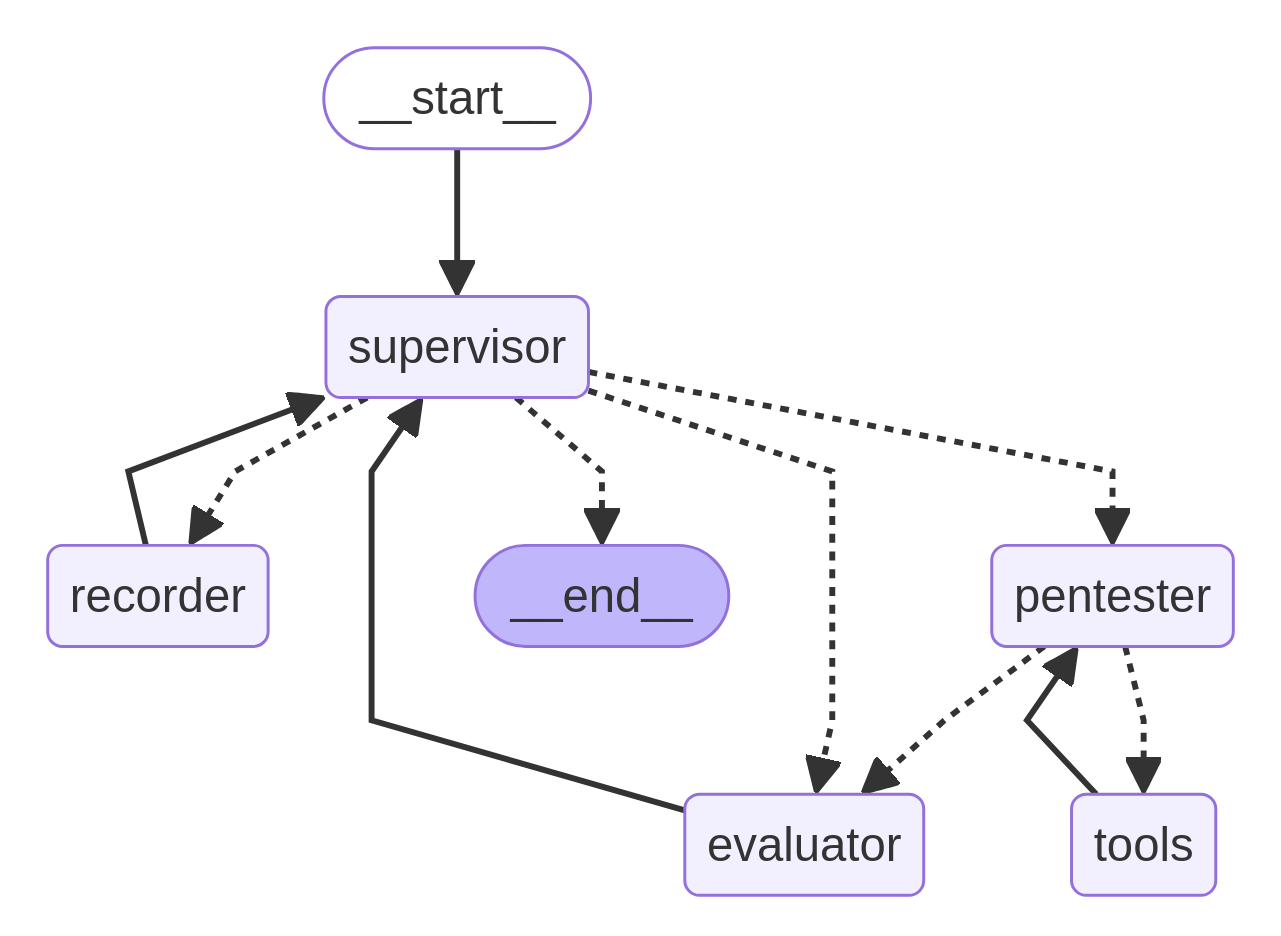 __start__
supervisor
recorder
__end__
pentester
evaluator
tools